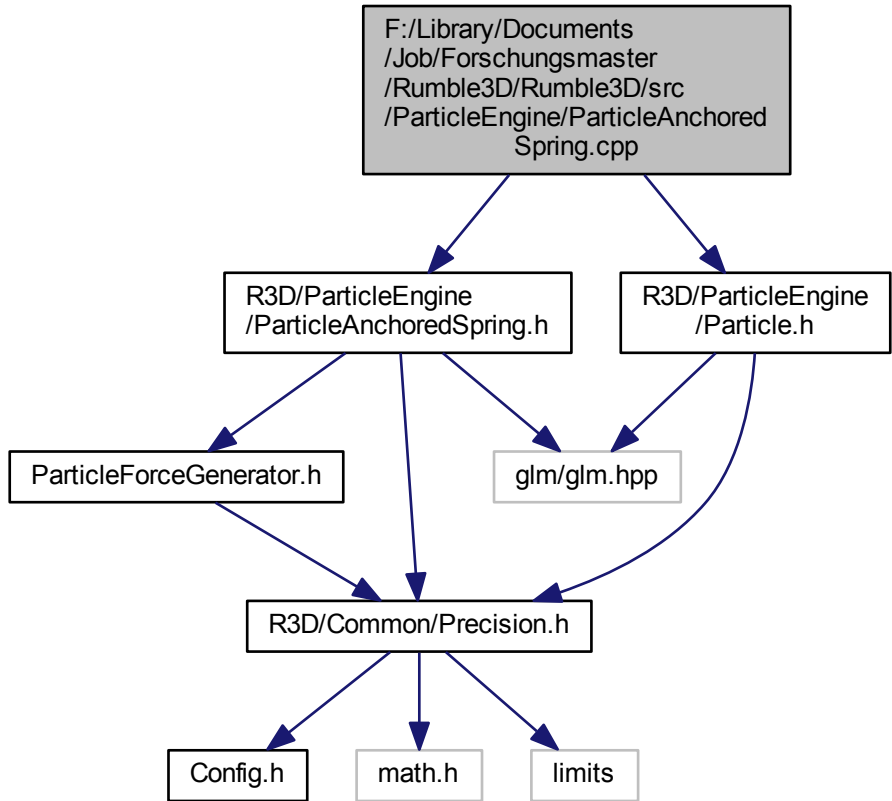 F:/Library/Documents
/Job/Forschungsmaster
/Rumble3D/Rumble3D/src
/ParticleEngine/ParticleAnchored
Spring.cpp
R3D/ParticleEngine
/ParticleAnchoredSpring.h
R3D/ParticleEngine
/Particle.h
ParticleForceGenerator.h
glm/glm.hpp
R3D/Common/Precision.h
Config.h
math.h
limits